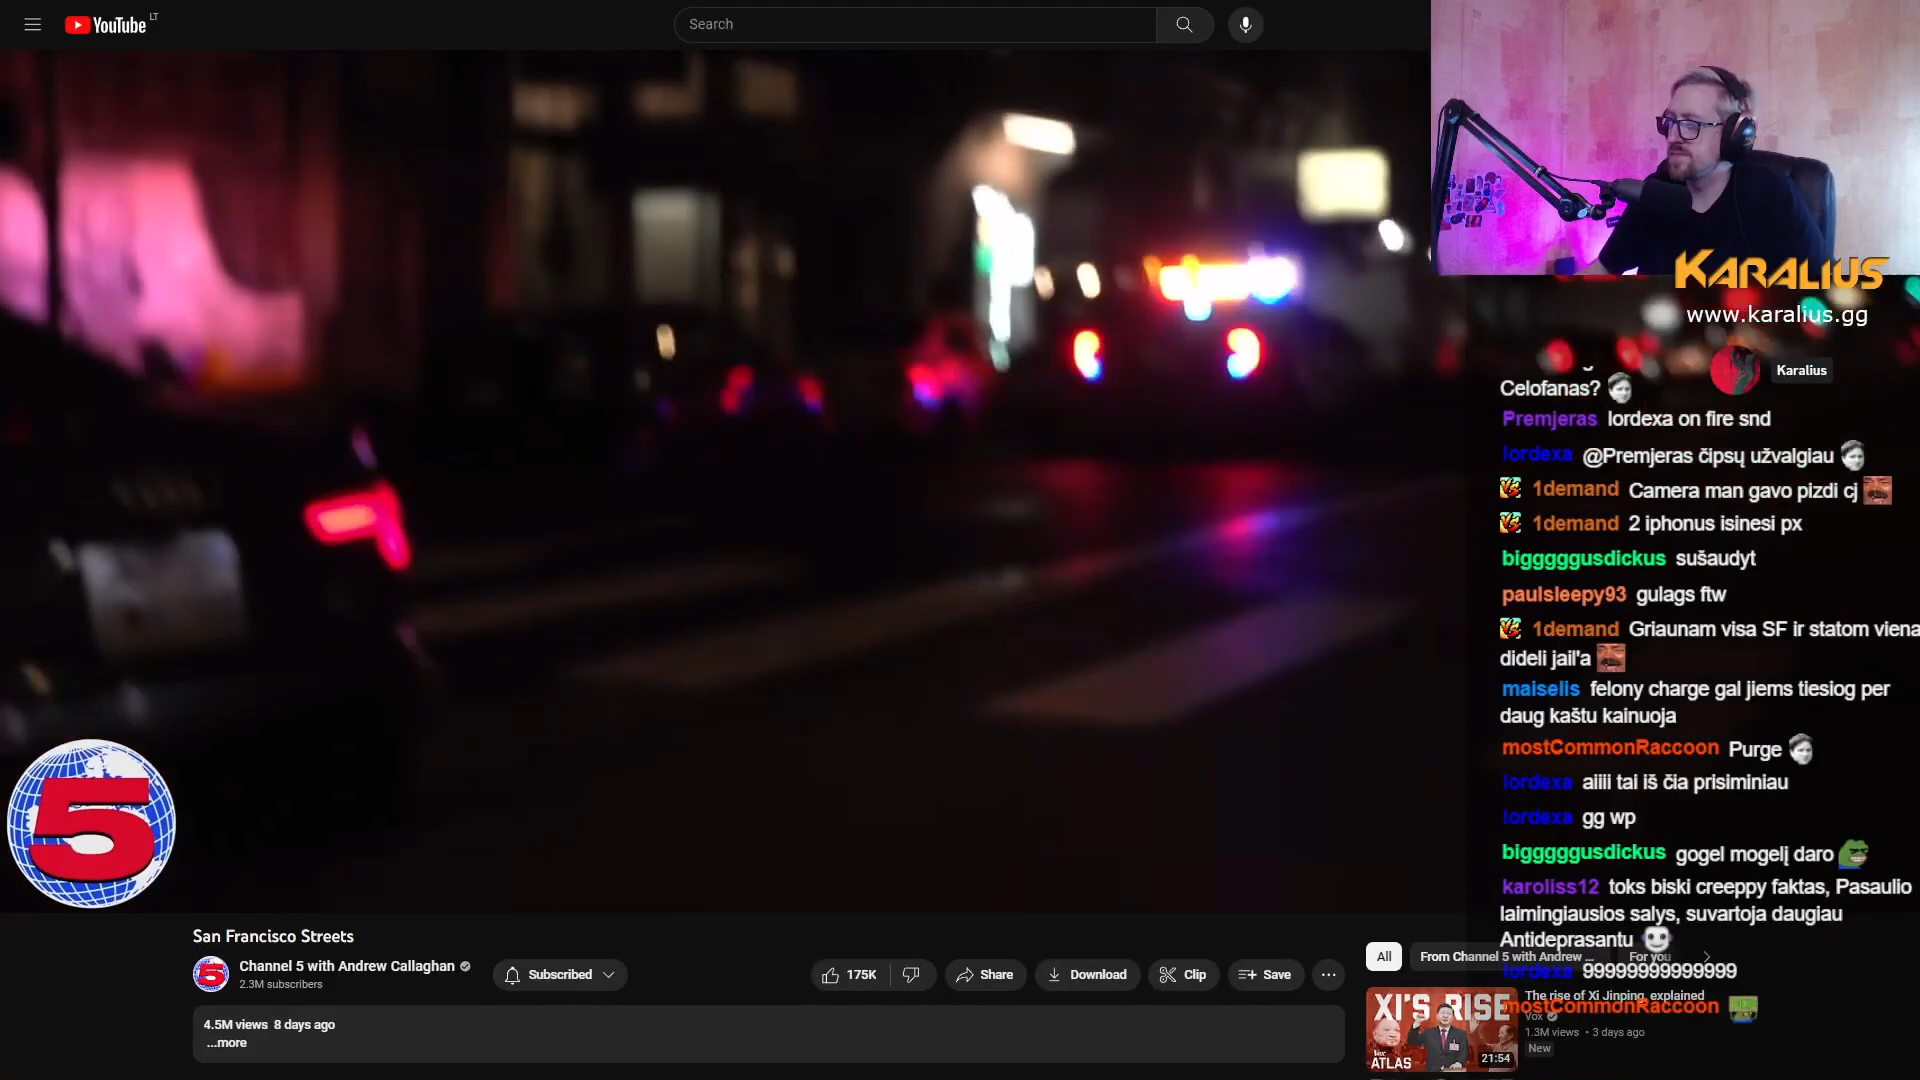 YouTube LT
Search
KARALIUS
www.karalius.gg
Karalius
Celofanas?
Premjeras lordexa on fire snd
lordexa @Premjeras čipsų užvalgiau
1demand Camera man gavo pizdi cj
1demand 2 iphonus isinesi px
bigggggusdickus sušaudyt
paulsleepy93 gulags ftw
1demand Griaunam visa SF ir statom viena
dideli jail'a
maiselis felony charge gal jiems tiesiog per
daug kaštu kainuoja
mostCommonRaccoon Purge
lordexa aiiii tai iš čia prisiminiau
lordexa gg wp
bigggggusdickus gogel mogelį daro
karoliss12 toks biski creeppy faktas, Pasaulio
laimingiausios salys, suvartoja daugiau
Antideprasantu
lordexa 99999999999999
mostCommonRaccoon
5
San Francisco Streets
5
Channel 5 with Andrew Callaghan
2.3M subscribers
Subscribed
175K
Share
Download
Clip
Save
4.5M views 8 days ago
...more
All
From Channel 5 with Andrew ...
For you
XI'S RISE
Vox
ATLAS
21:54
The rise of Xi Jinping, explained
Vox
1.3M views • 3 days ago
New